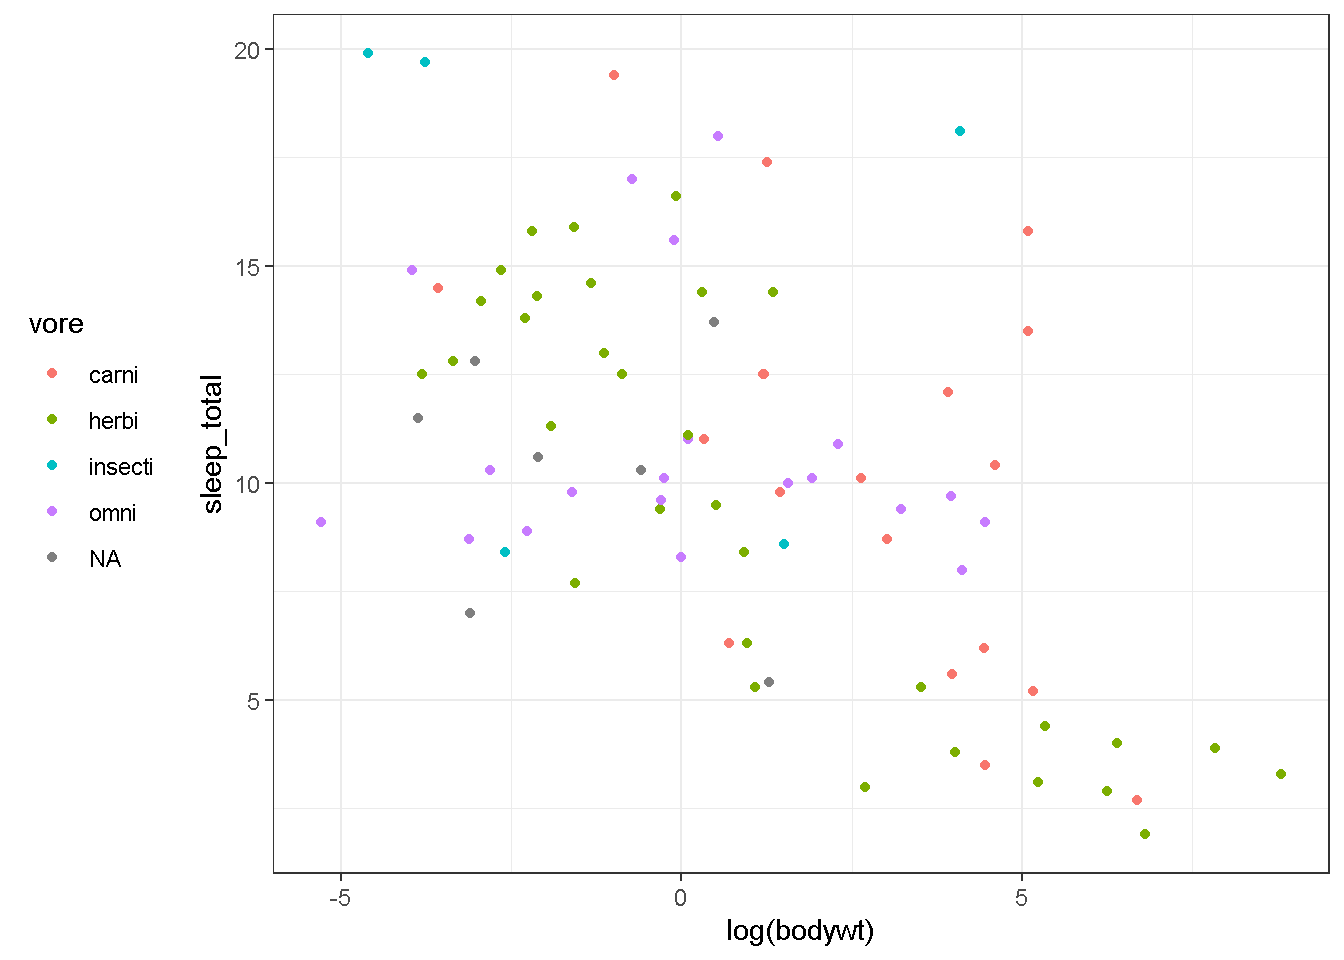 vore
carni
herbi
insecti
omni
NA
sleep_total
20
15
10
5
-5 0 5
log(bodywt)